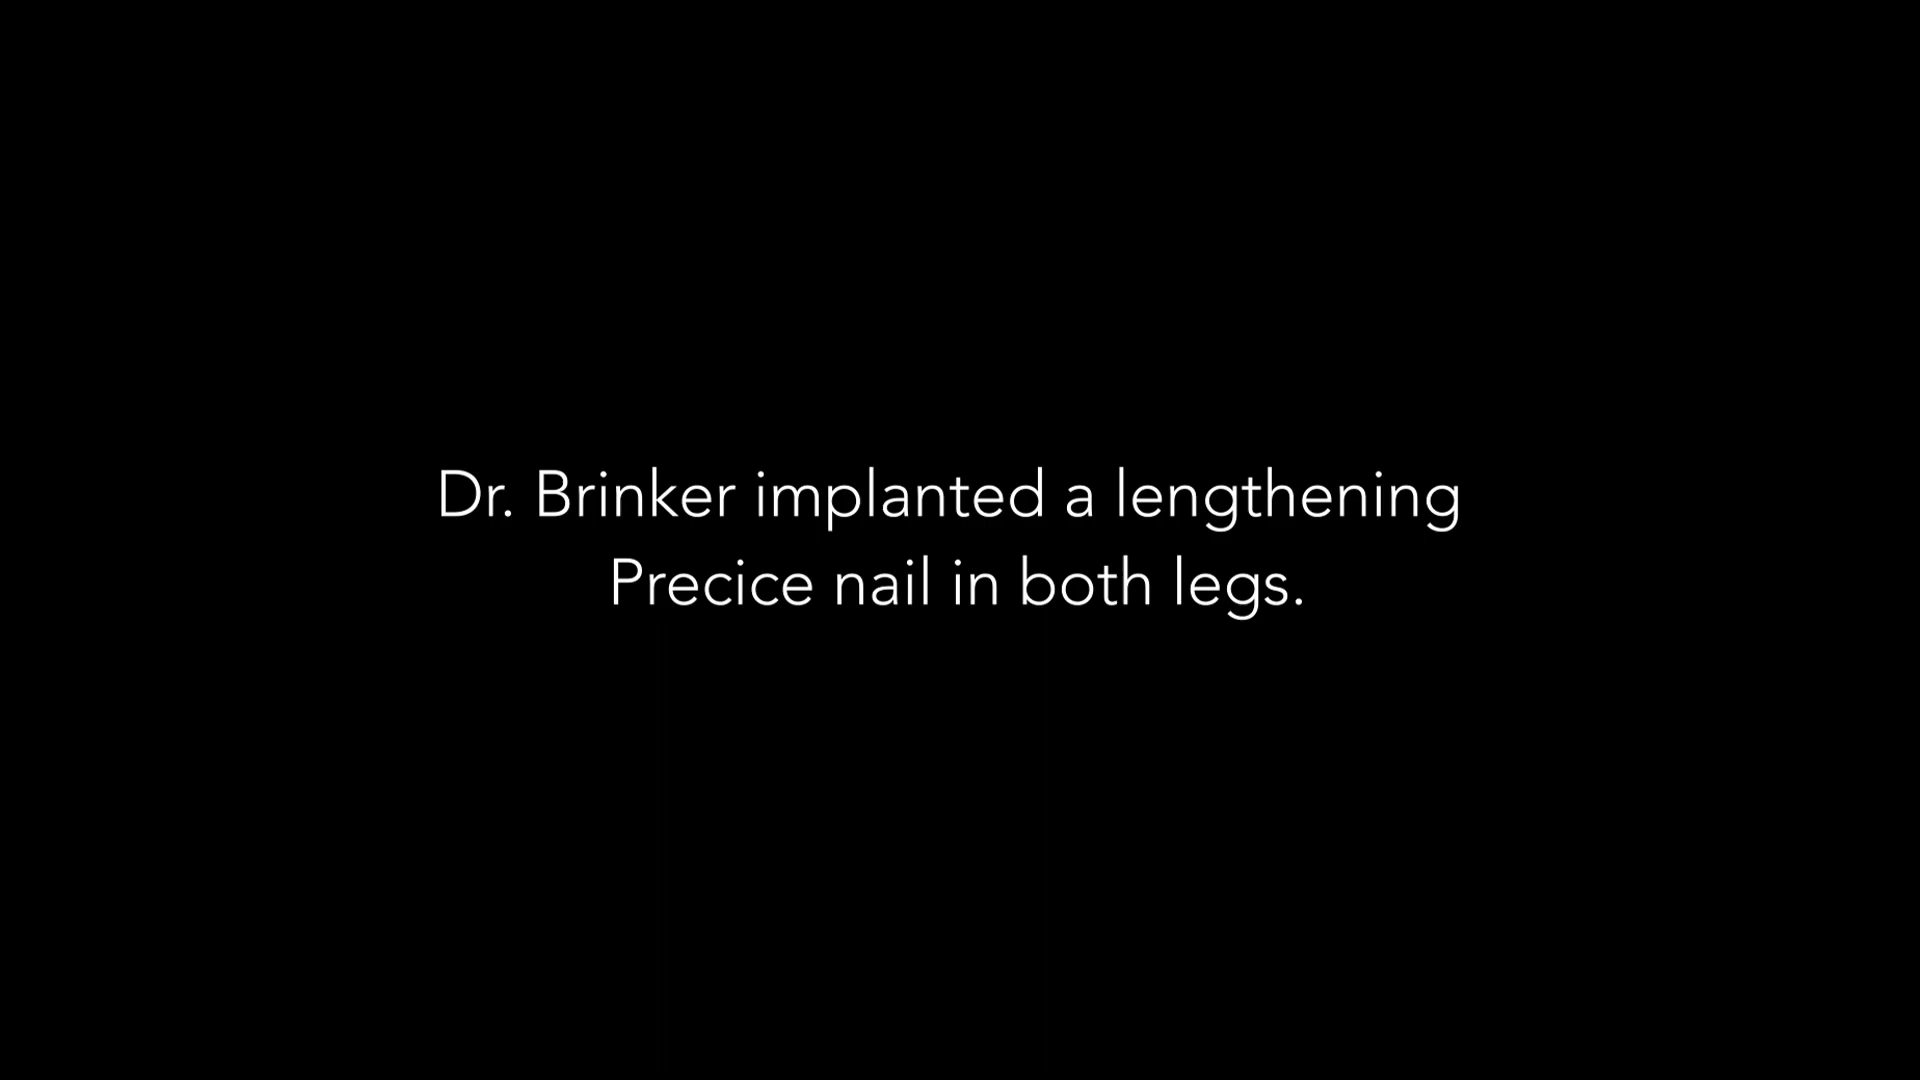 Dr. Brinker implanted a lengthening
Precice nail in both legs.